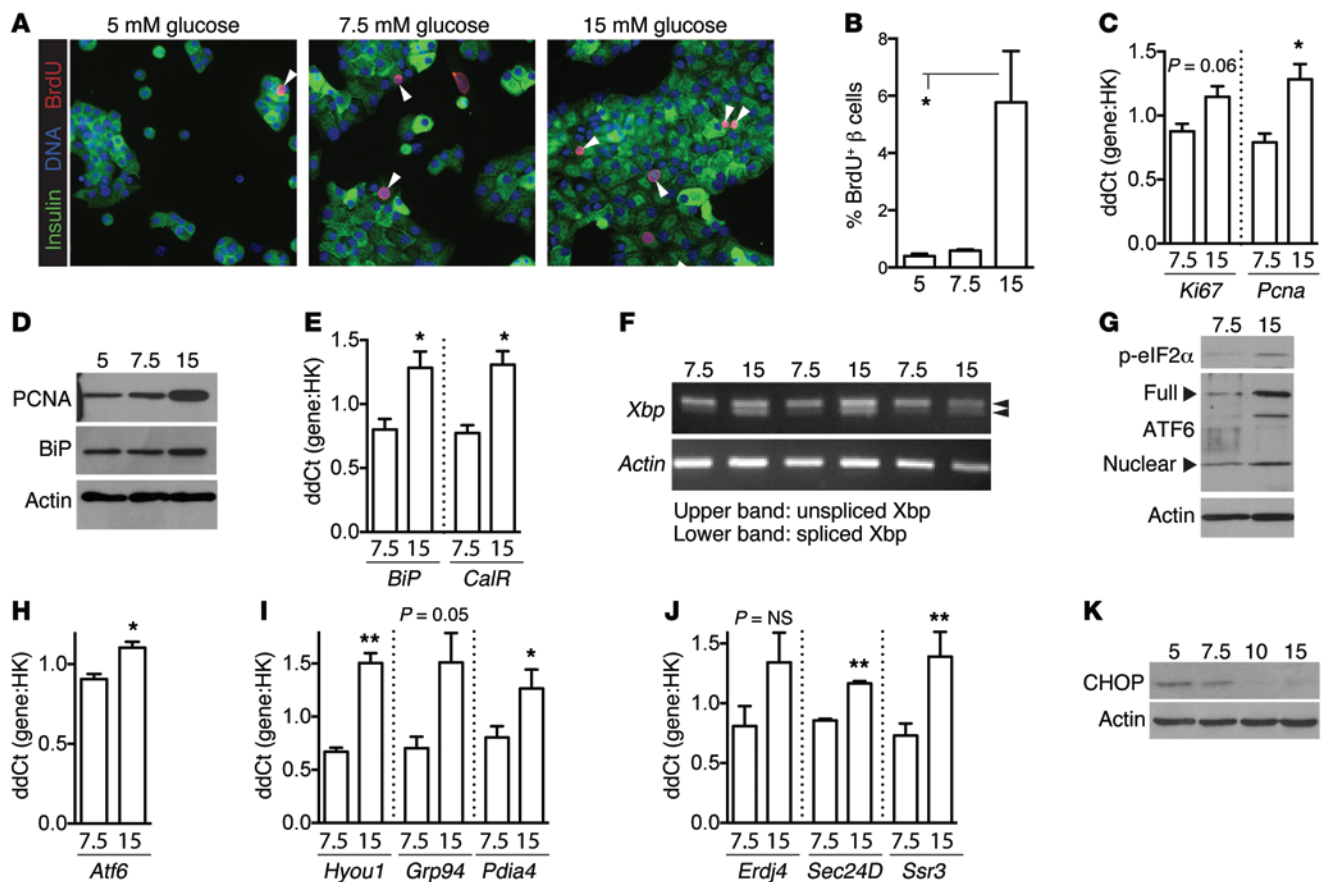 A
5 mM glucose
7.5 mM glucose
15 mM glucose
Insulin DNA BrdU
B
% BrdU+ β cells
8
6
4
2
0
*
5 7.5 15
C
ddCt (gene:HK)
1.5
1.0
0.5
0.0
P = 0.06
*
7.5 15 7.5 15
Ki67 Pcna
D
5 7.5 15
PCNA
BiP
Actin
E
ddCt (gene:HK)
1.5
1.0
0.5
0.0
* *
7.5 15 7.5 15
BiP CalR
F
7.5 15 7.5 15 7.5 15
Xbp
Actin
Upper band: unspliced Xbp
Lower band: spliced Xbp
G
7.5 15
p-eIF2α
Full
ATF6
Nuclear
Actin
H
ddCt (gene:HK)
1.0
0.5
0.0
*
7.5 15
Atf6
I
ddCt (gene:HK)
1.5
1.0
0.5
0.0
P = 0.05
** *
7.5 15 7.5 15 7.5 15
Hyou1 Grp94 Pdia4
J
ddCt (gene:HK)
1.5
1.0
0.5
0.0
P = NS
** **
7.5 15 7.5 15 7.5 15
Erdj4 Sec24D Ssr3
K
5 7.5 10 15
CHOP
Actin